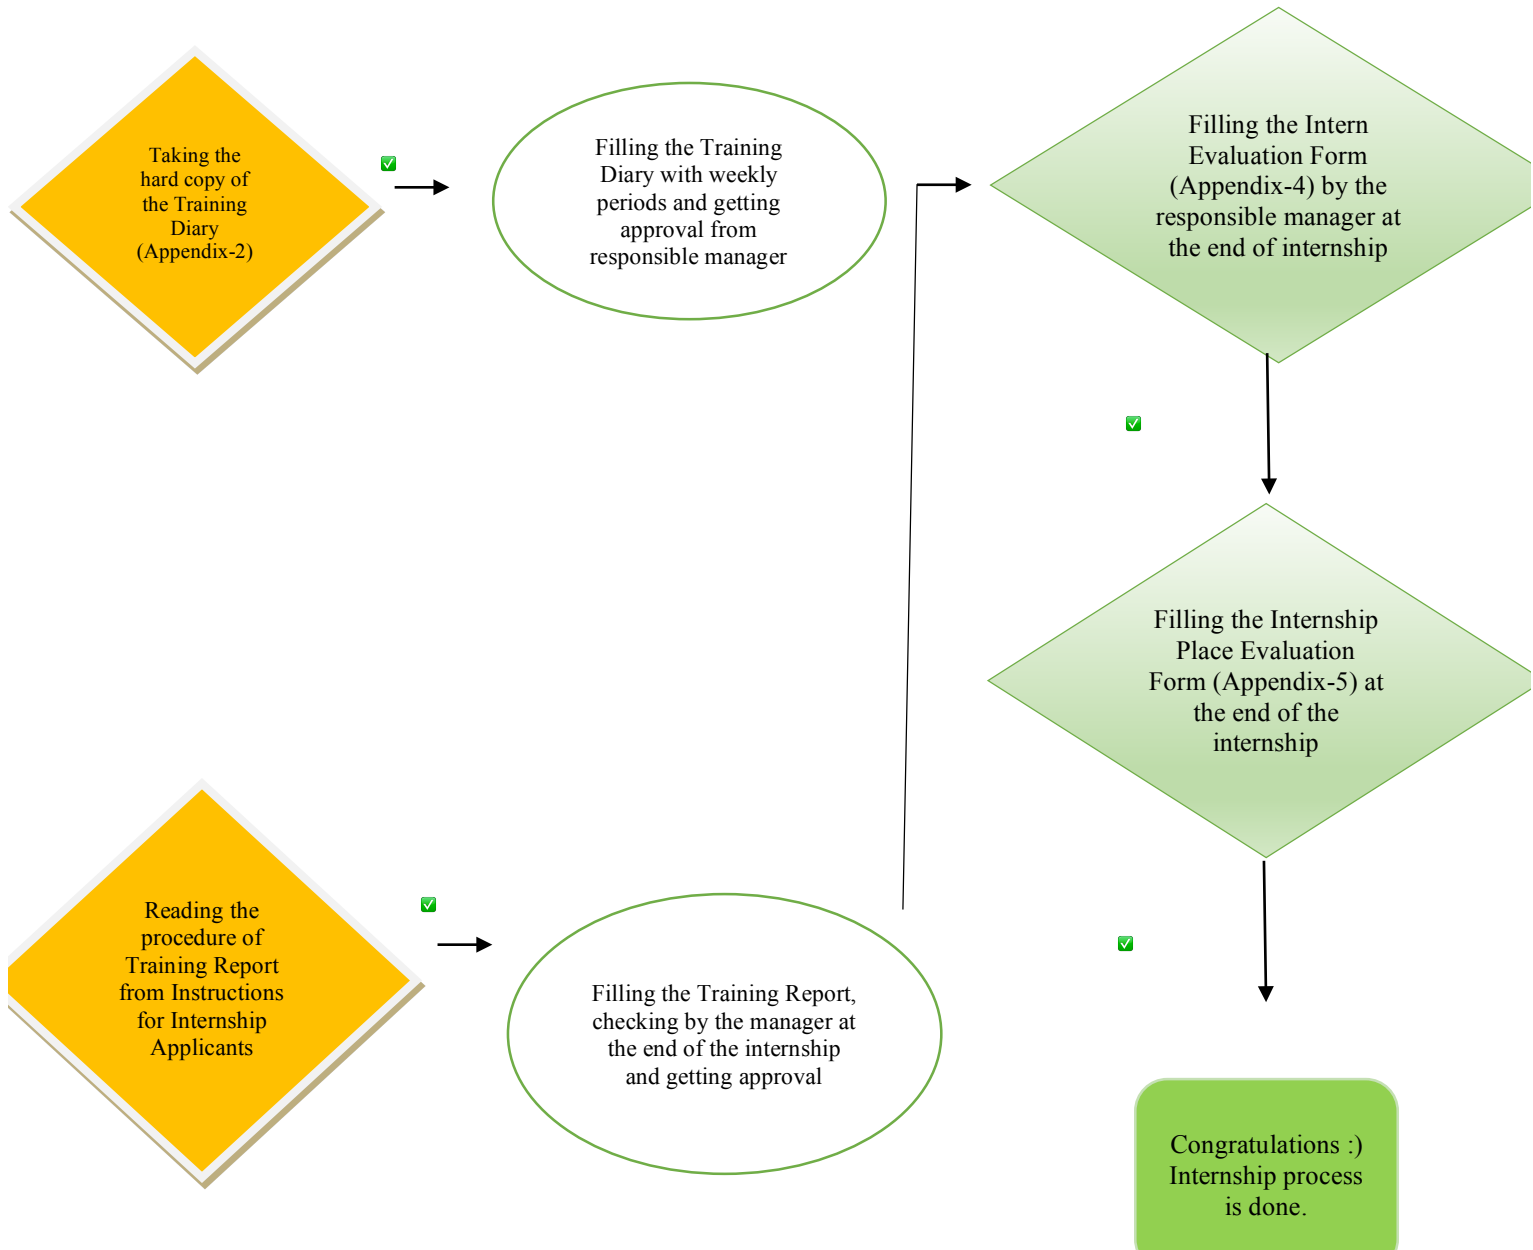 Taking the
hard copy of
the Training
Diary
(Appendix-2)
Filling the Training
Diary with weekly
periods and getting
approval from
responsible manager
Filling the Intern
Evaluation Form
(Appendix-4) by the
responsible manager at
the end of internship
Filling the Internship
Place Evaluation
Form (Appendix-5) at
the end of the
internship
Reading the
procedure of
Training Report
from Instructions
for Internship
Applicants
Filling the Training Report,
checking by the manager at
the end of the internship
and getting approval
Congratulations :)
Internship process
is done.